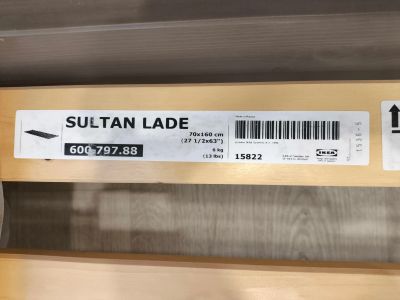 SULTAN LADE
70x160 cm
(27 1/2x63")
600.797.88
6 kg
(13 lbs)
15822
IKEA